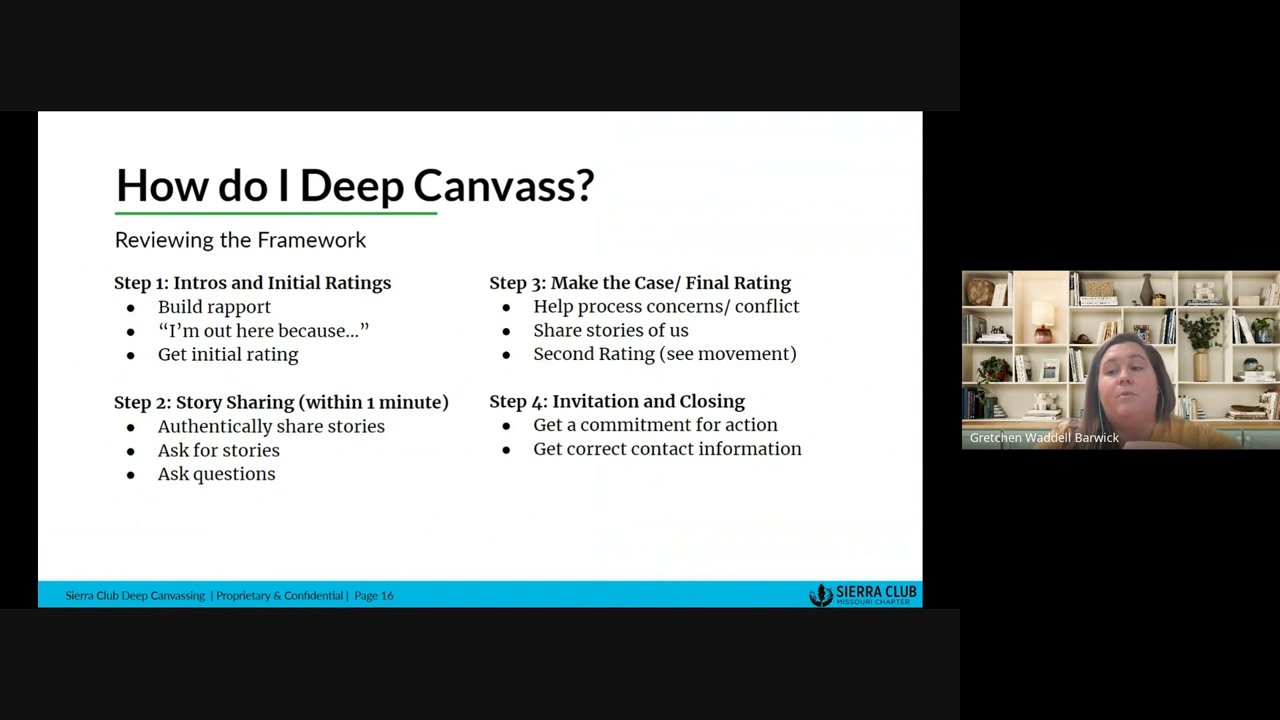 How do I Deep Canvass?
Reviewing the Framework
Step 1: Intros and Initial Ratings
● Build rapport
● “I’m out here because...”
● Get initial rating
Step 2: Story Sharing (within 1 minute)
● Authentically share stories
● Ask for stories
● Ask questions
Step 3: Make the Case/ Final Rating
● Help process concerns/ conflict
● Share stories of us
● Second Rating (see movement)
Step 4: Invitation and Closing
● Get a commitment for action
● Get correct contact information
Sierra Club Deep Canvassing | Proprietary & Confidential | Page 16
SIERRA CLUB
MISSOURI CHAPTER
Gretchen Waddell Barwick